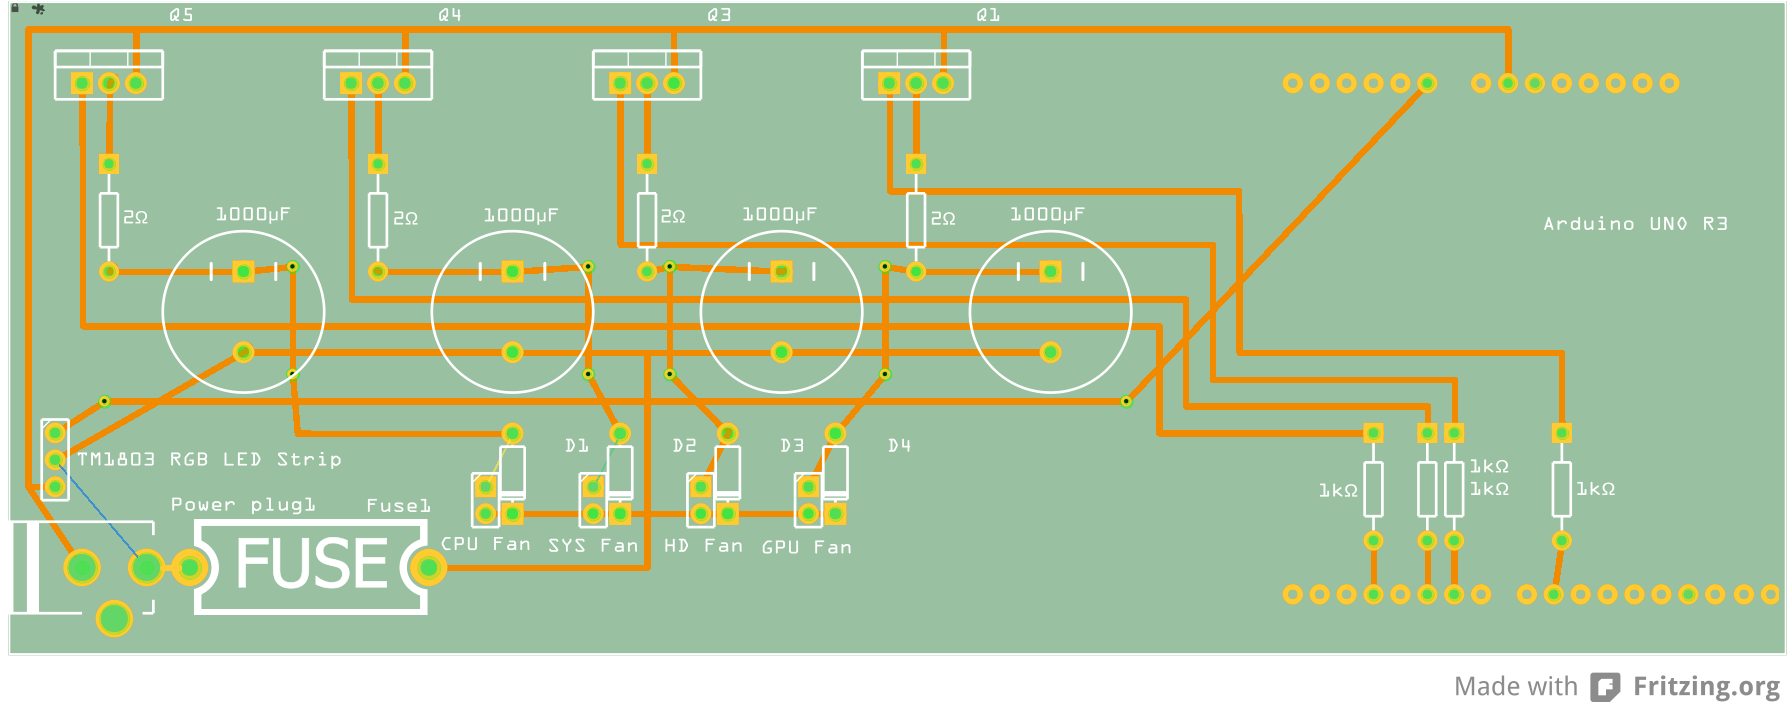 Q5 Q4 Q3 Q1
2Ω 1000µF 2Ω 1000µF 2Ω 1000µF 2Ω 1000µF
Arduino UNO R3
D1 D2 D3 D4
TM1803 RGB LED Strip
1kΩ
1kΩ 1kΩ 1kΩ
Power plug1 Fuse1
CPU Fan SYS Fan HD Fan GPU Fan
FUSE
Made with Fritzing.org